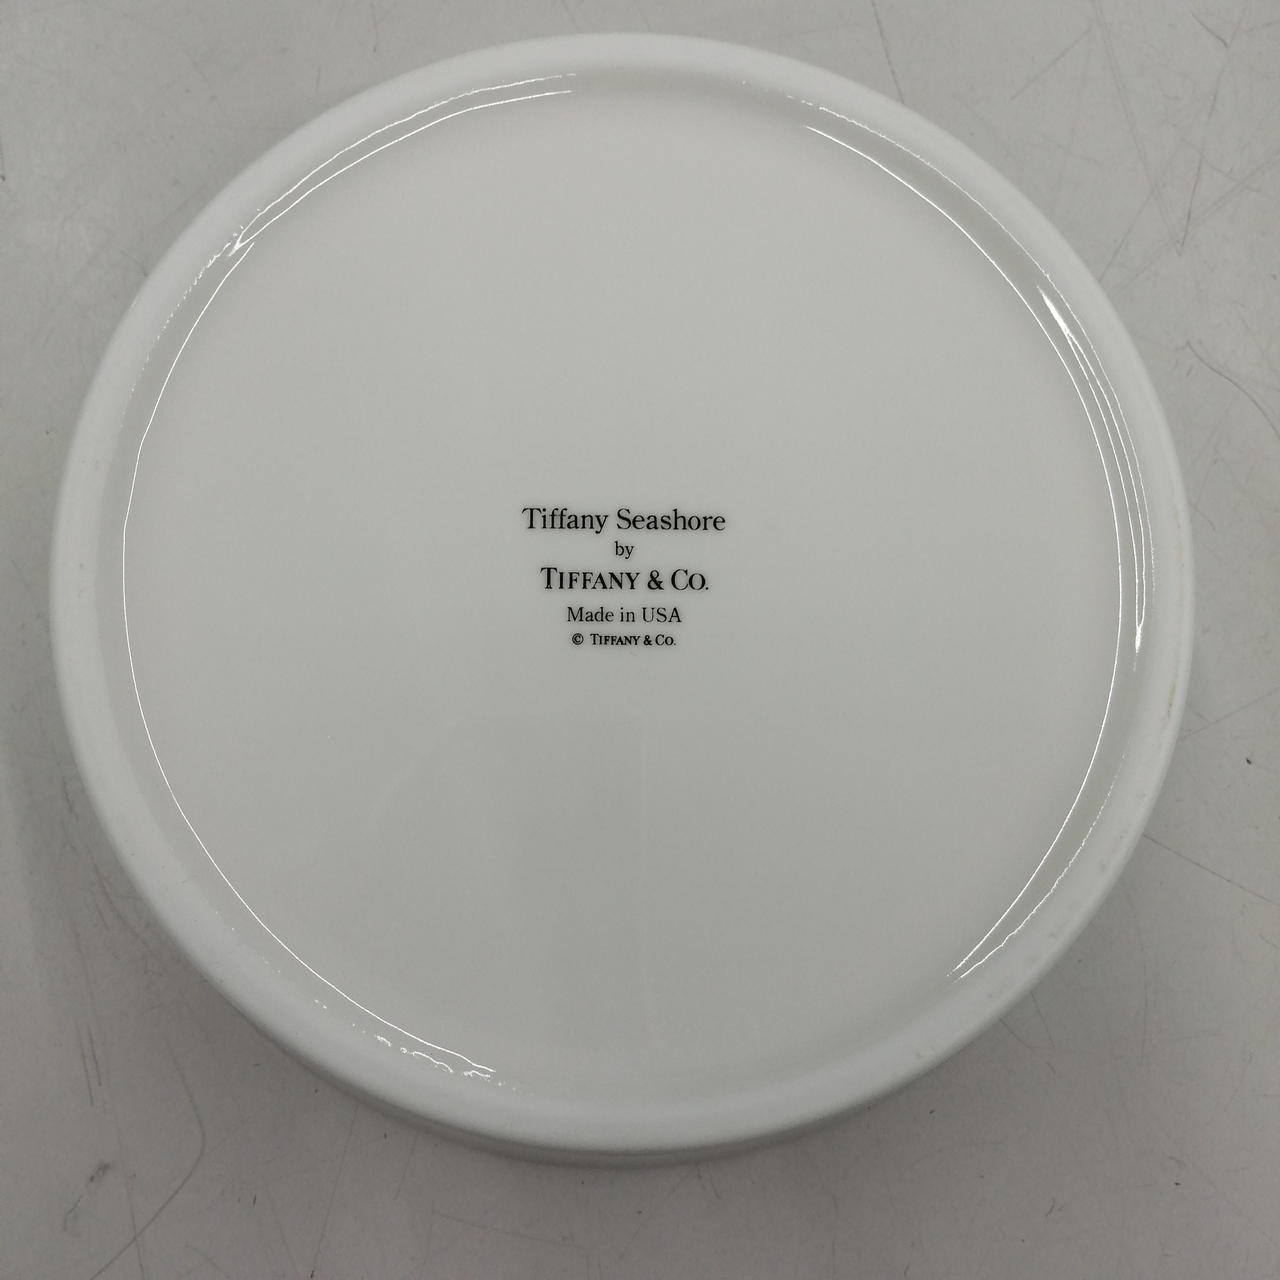 Tiffany Seashore
by
TIFFANY & CO.
Made in USA
© TIFFANY & CO.